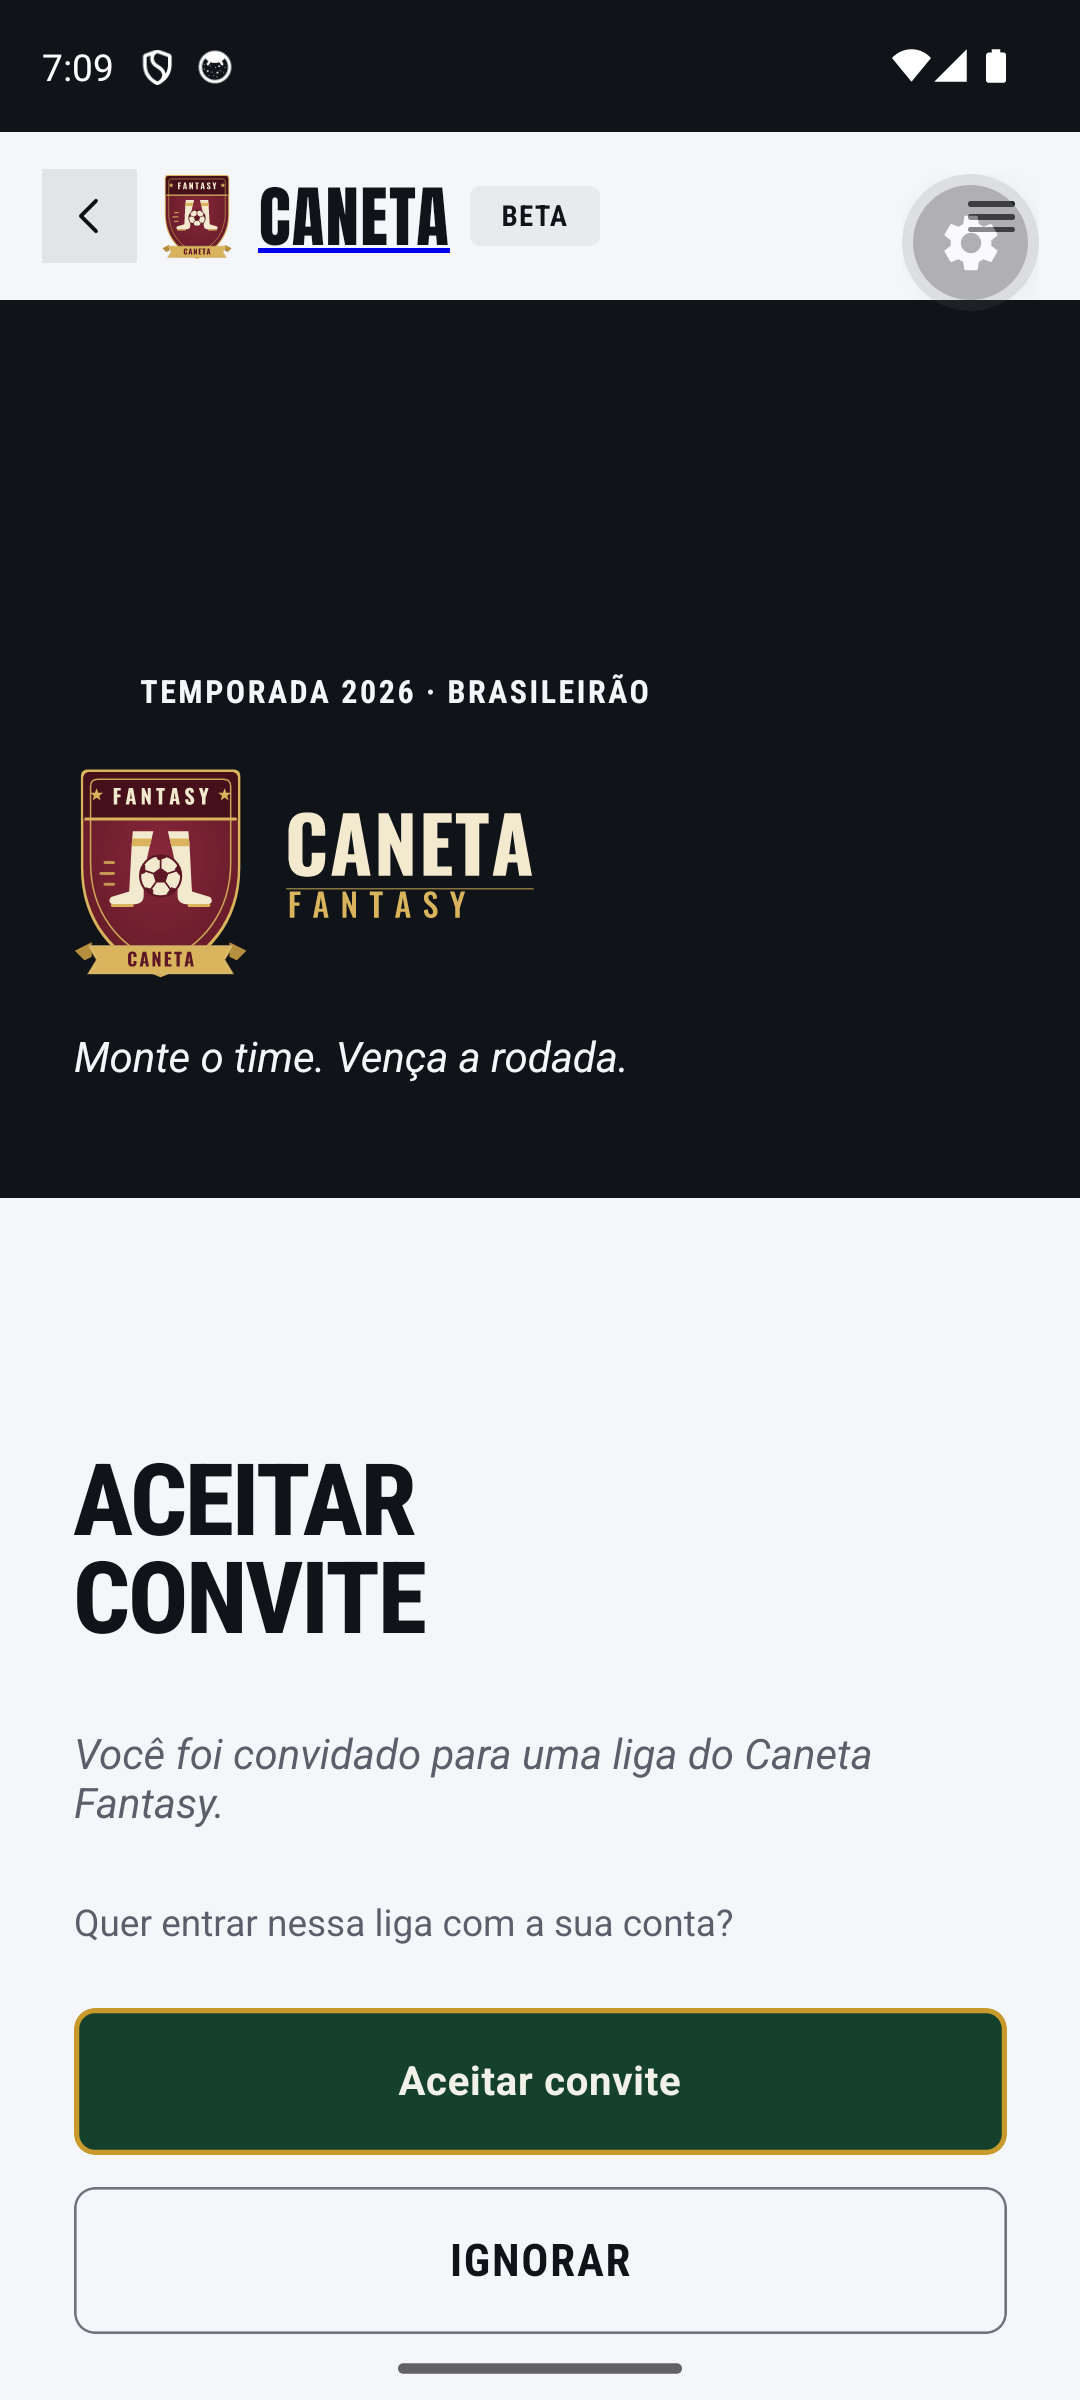 7:09
FANTASY
CANETA
CANETA
BETA
TEMPORADA 2026 · BRASILEIRÃO
FANTASY
CANETA
CANETA
FANTASY
Monte o time. Vença a rodada.
ACEITAR
CONVITE
Você foi convidado para uma liga do Caneta
Fantasy.
Quer entrar nessa liga com a sua conta?
Aceitar convite
IGNORAR